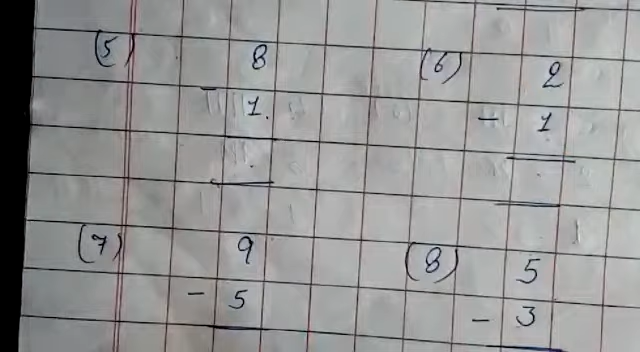 (5) 8 (6) 2
- 1. - 1
(7) 9 (8) 5
- 5 - 3